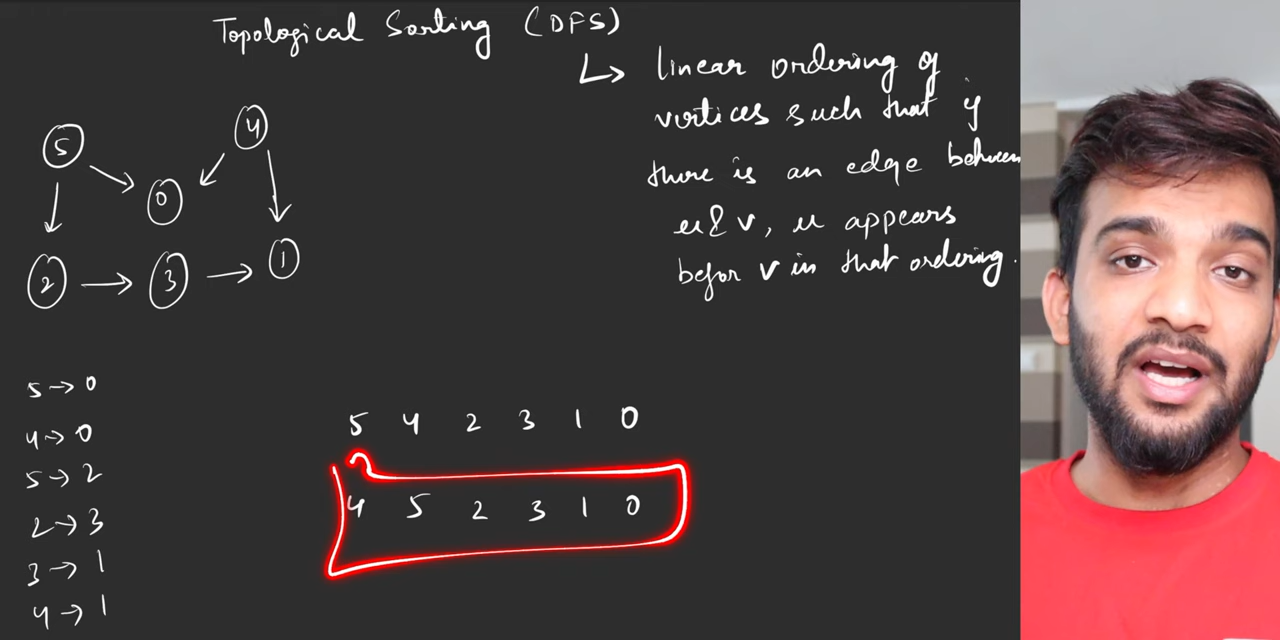 Topological Sorting (DFS)
↳ linear ordering of
vertices such that if
there is an edge between
u & v, u appears
befor v in that ordering.
5
4
0
2
3
1
5 → 0
4 → 0
5 → 2
2 → 3
3 → 1
4 → 1
5 4 2 3 1 0
4 5 2 3 1 0